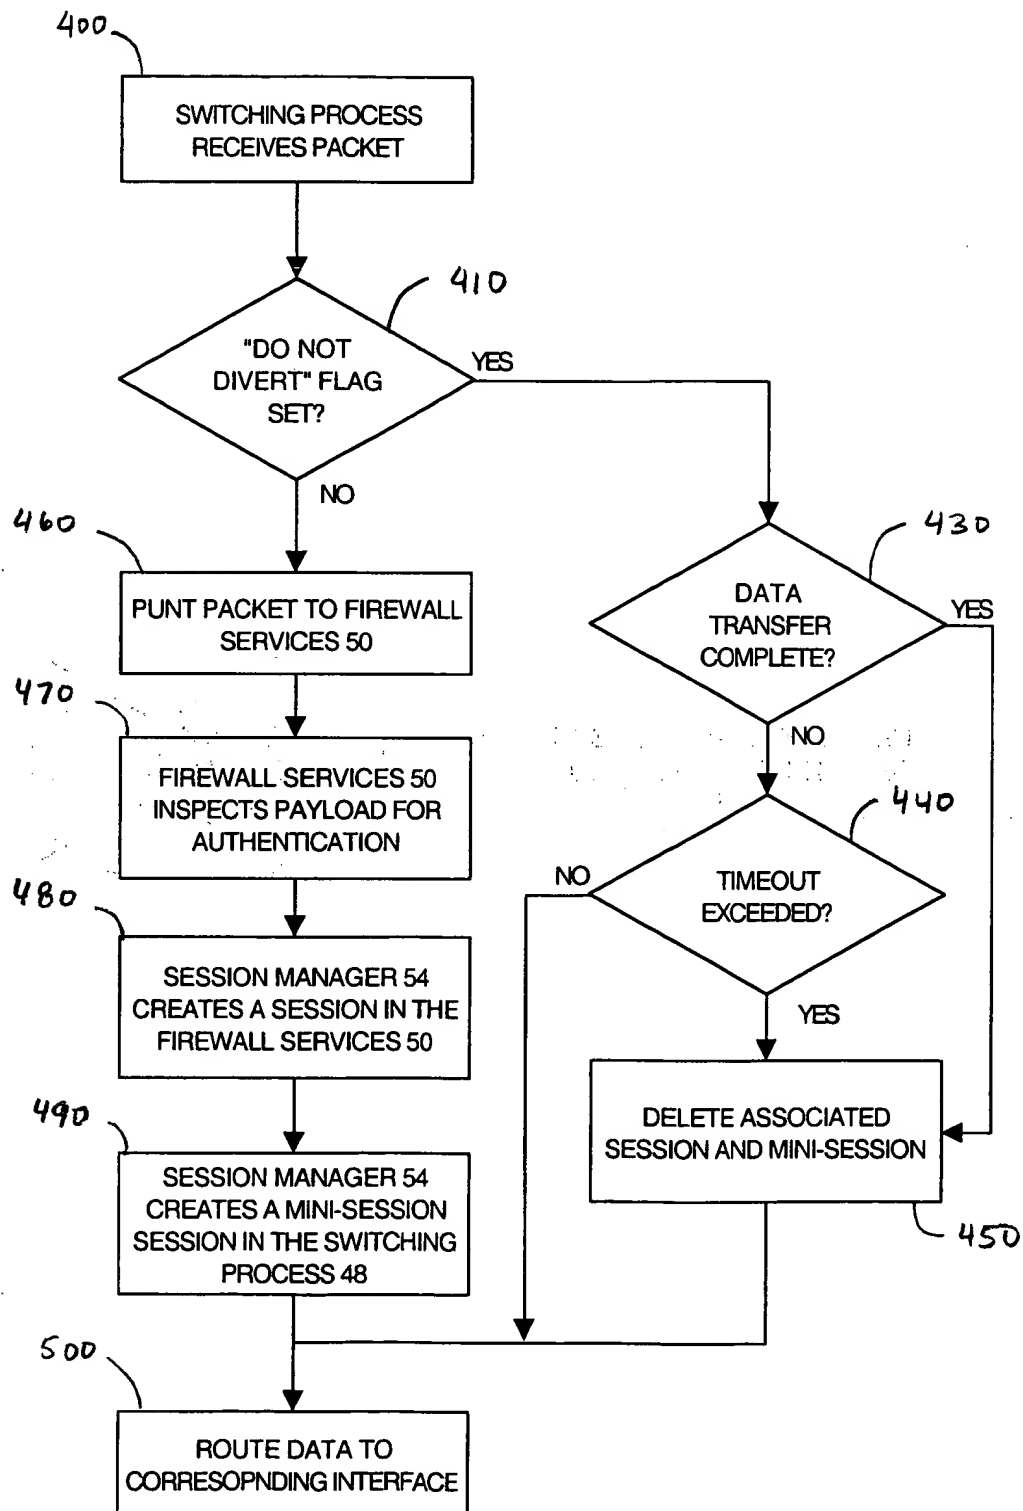 400
SWITCHING PROCESS
RECEIVES PACKET
410
"DO NOT
DIVERT" FLAG
SET?
YES
NO
460
PUNT PACKET TO FIREWALL
SERVICES 50
430
DATA
TRANSFER
COMPLETE?
YES
NO
470
FIREWALL SERVICES 50
INSPECTS PAYLOAD FOR
AUTHENTICATION
440
TIMEOUT
EXCEEDED?
NO
YES
480
SESSION MANAGER 54
CREATES A SESSION IN THE
FIREWALL SERVICES 50
490
SESSION MANAGER 54
CREATES A MINI-SESSION
SESSION IN THE SWITCHING
PROCESS 48
DELETE ASSOCIATED
SESSION AND MINI-SESSION
450
500
ROUTE DATA TO
CORRESOPNDING INTERFACE